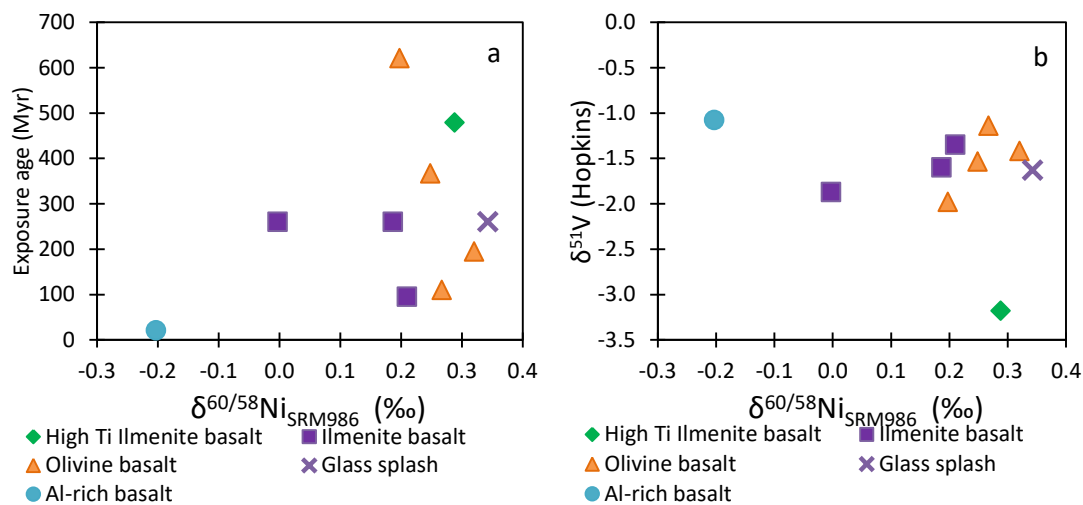 a
Exposure age (Myr)
700
600
500
400
300
200
100
0
-0.3 -0.2 -0.1 0.0 0.1 0.2 0.3 0.4
δ60/58NiSRM986 (‰)
High Ti Ilmenite basalt Ilmenite basalt
Olivine basalt Glass splash
Al-rich basalt
b
δ51V (Hopkins)
0.0
-0.5
-1.0
-1.5
-2.0
-2.5
-3.0
-3.5
-0.3 -0.2 -0.1 0.0 0.1 0.2 0.3 0.4
δ60/58NiSRM986 (‰)
High Ti Ilmenite basalt Ilmenite basalt
Olivine basalt Glass splash
Al-rich basalt